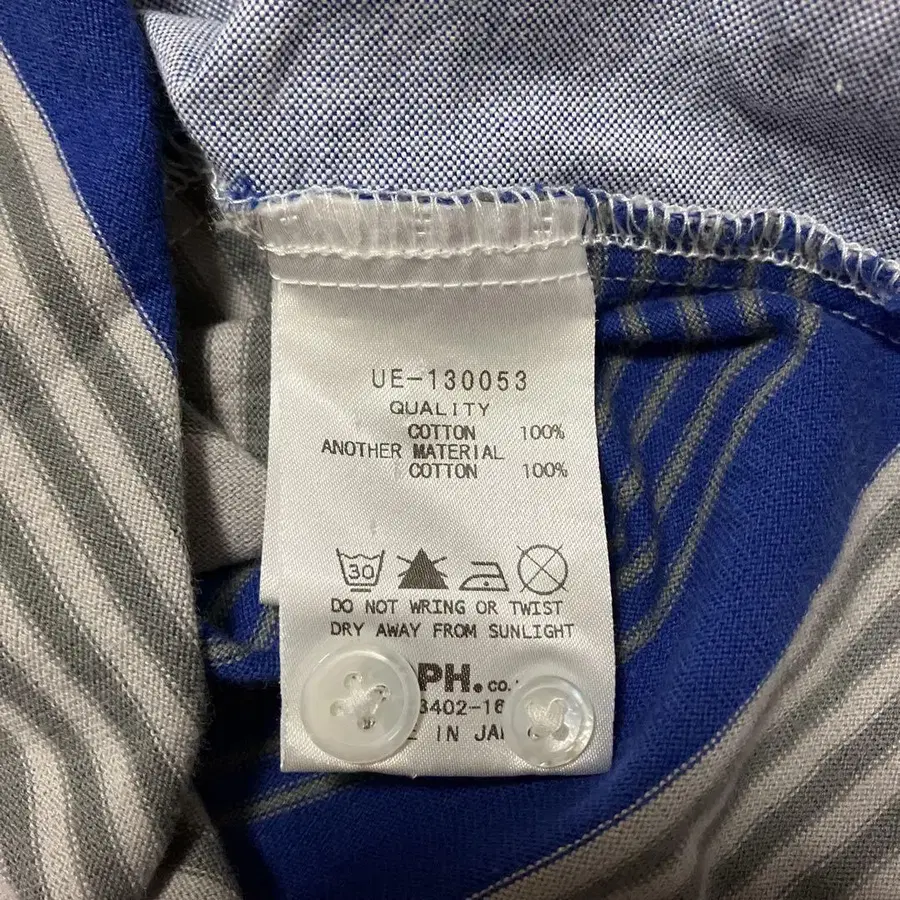 UE-130053
QUALITY
COTTON 100%
ANOTHER MATERIAL
COTTON 100%
30
DO NOT WRING OR TWIST
DRY AWAY FROM SUNLIGHT
PH. co.
3402-16
IN